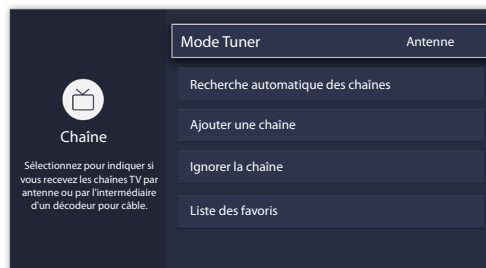 Mode Tuner Antenne
Recherche automatique des chaînes
Ajouter une chaîne
Ignorer la chaîne
Liste des favoris
Chaîne
Sélectionnez pour indiquer si
vous recevez les chaînes TV par
antenne ou par l'intermédiaire
d'un décodeur pour câble.